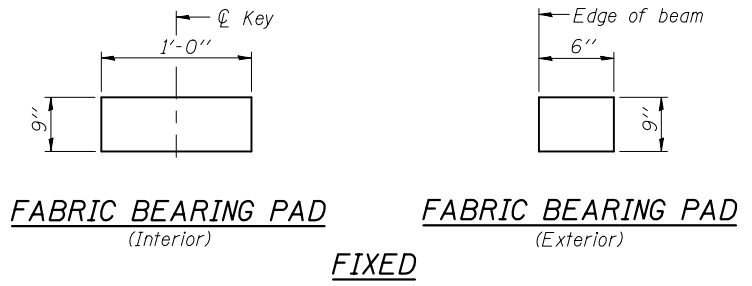 ℄ Key
1'-0"
9"
FABRIC BEARING PAD
(Interior)
Edge of beam
6"
9"
FABRIC BEARING PAD
(Exterior)
FIXED